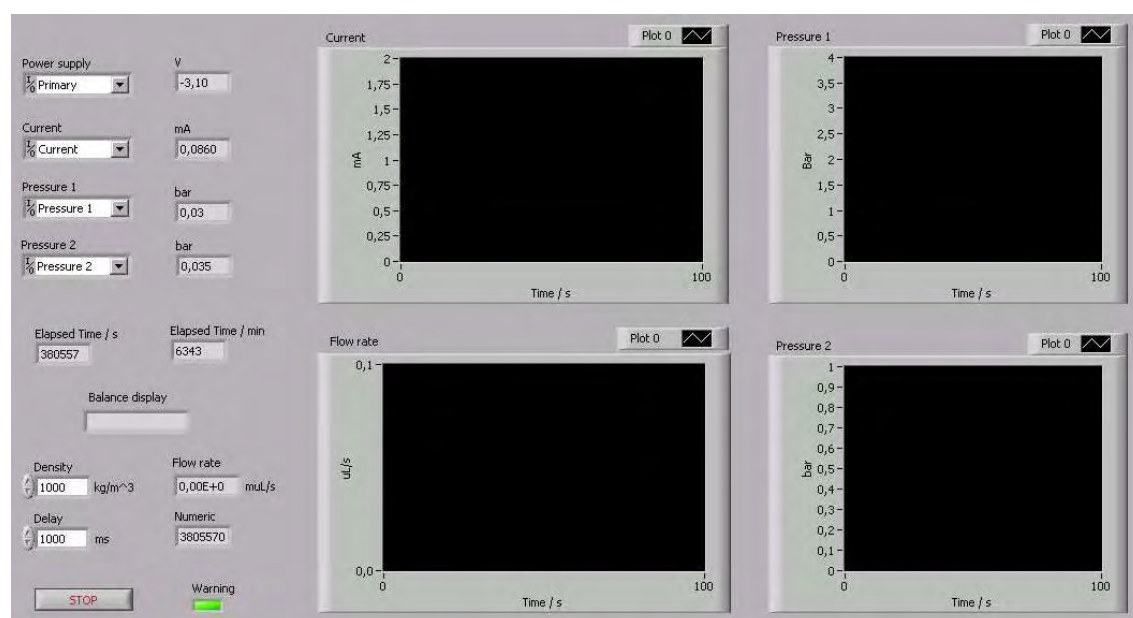 Power supply
V
Primary
-3,10
Current
mA
Current
0,0860
Pressure 1
bar
Pressure 1
0,03
Pressure 2
bar
Pressure 2
0,035
Elapsed Time / s
Elapsed Time / min
380557
6343
Balance display
Density
Flow rate
1000 kg/m^3
0,00E+0 muL/s
Delay
Numeric
1000 ms
3805570
STOP
Warning
Current
Plot 0
2
1,75
1,5
1,25
1
0,75
0,5
0,25
0
mA
0
100
Time / s
Pressure 1
Plot 0
4
3,5
3
2,5
2
1,5
1
0,5
0
Bar
0
100
Time / s
Flow rate
Plot 0
0,1
0,0
uL/s
0
100
Time / s
Pressure 2
Plot 0
1
0,9
0,8
0,7
0,6
0,5
0,4
0,3
0,2
0,1
0
bar
0
100
Time / s